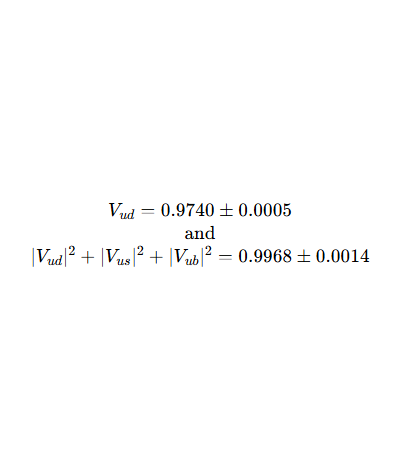 V_{ud} = 0.9740 ± 0.0005
and
|V_{ud}|^2 + |V_{us}|^2 + |V_{ub}|^2 = 0.9968 ± 0.0014